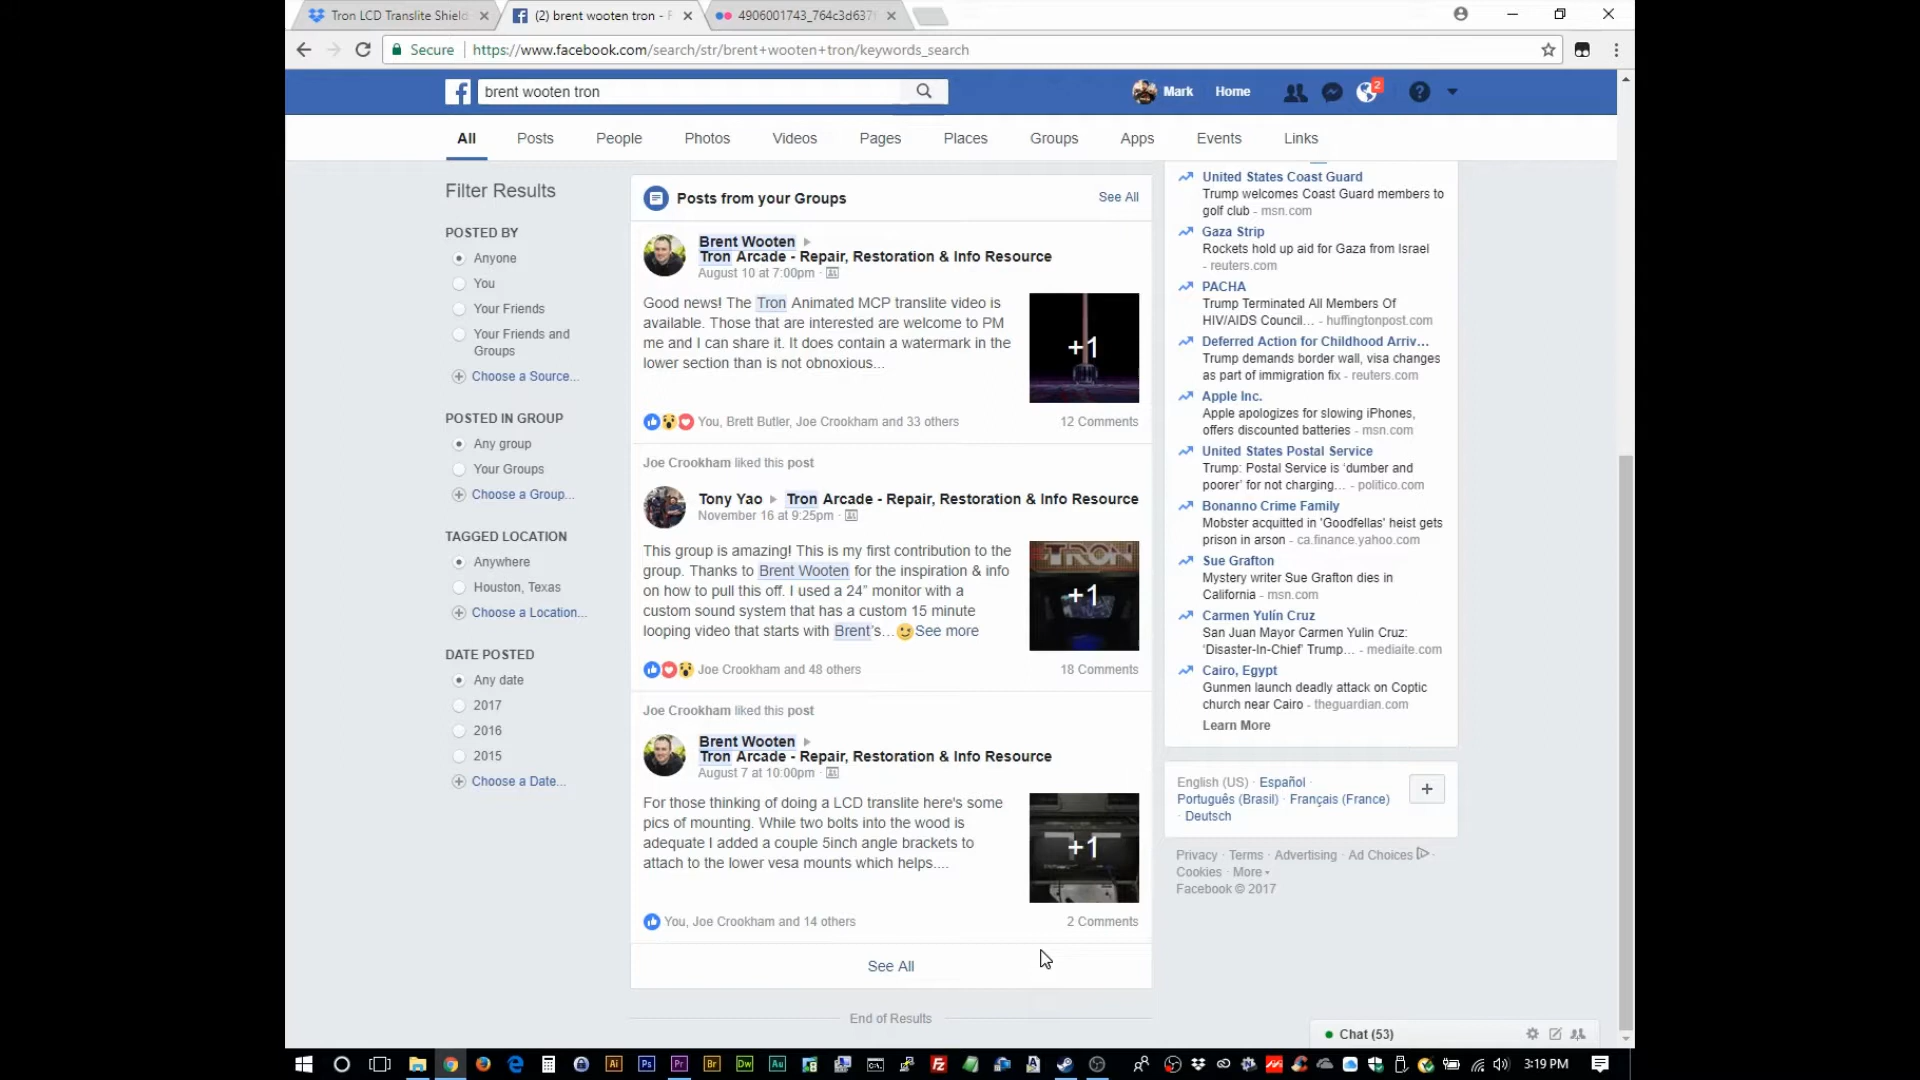 Tron LCD Translite Shield
(2) brent wooten tron - F
4906001743_764c3d637
Secure
https://www.facebook.com/search/str/brent+wooten+tron/keywords_search
brent wooten tron
Mark
Home
2
All
Posts
People
Photos
Videos
Pages
Places
Groups
Apps
Events
Links
Filter Results
POSTED BY
Anyone
You
Your Friends
Your Friends and
Groups
Choose a Source...
POSTED IN GROUP
Any group
Your Groups
Choose a Group...
TAGGED LOCATION
Anywhere
Houston, Texas
Choose a Location...
DATE POSTED
Any date
2017
2016
2015
Choose a Date...
Posts from your Groups
See All
Brent Wooten
Tron Arcade - Repair, Restoration & Info Resource
August 10 at 7:00pm ·
Good news! The Tron Animated MCP translite video is
available. Those that are interested are welcome to PM
me and I can share it. It does contain a watermark in the
lower section than is not obnoxious...
+1
You, Brett Butler, Joe Crookham and 33 others
12 Comments
Joe Crookham liked this post
Tony Yao Tron Arcade - Repair, Restoration & Info Resource
November 16 at 9:25pm ·
This group is amazing! This is my first contribution to the
group. Thanks to Brent Wooten for the inspiration & info
on how to pull this off. I used a 24" monitor with a
custom sound system that has a custom 15 minute
looping video that starts with Brent's... See more
TRON
+1
Joe Crookham and 48 others
18 Comments
Joe Crookham liked this post
Brent Wooten
Tron Arcade - Repair, Restoration & Info Resource
August 7 at 10:00pm ·
For those thinking of doing a LCD translite here's some
pics of mounting. While two bolts into the wood is
adequate I added a couple 5inch angle brackets to
attach to the lower vesa mounts which helps....
+1
You, Joe Crookham and 14 others
2 Comments
See All
End of Results
United States Coast Guard
Trump welcomes Coast Guard members to
golf club - msn.com
Gaza Strip
Rockets hold up aid for Gaza from Israel
- reuters.com
PACHA
Trump Terminated All Members Of
HIV/AIDS Council... - huffingtonpost.com
Deferred Action for Childhood Arriv...
Trump demands border wall, visa changes
as part of immigration fix - reuters.com
Apple Inc.
Apple apologizes for slowing iPhones,
offers discounted batteries - msn.com
United States Postal Service
Trump: Postal Service is 'dumber and
poorer' for not charging... - politico.com
Bonanno Crime Family
Mobster acquitted in 'Goodfellas' heist gets
prison in arson - ca.finance.yahoo.com
Sue Grafton
Mystery writer Sue Grafton dies in
California - msn.com
Carmen Yulín Cruz
San Juan Mayor Carmen Yulin Cruz:
'Disaster-In-Chief' Trump... - mediaite.com
Cairo, Egypt
Gunmen launch deadly attack on Coptic
church near Cairo - theguardian.com
Learn More
English (US) · Español ·
Português (Brasil) · Français (France)
· Deutsch
Privacy · Terms · Advertising · Ad Choices ·
Cookies · More
Facebook © 2017
Chat (53)
Ai
Ps
Pr
Br
Dw
Au
3:19 PM